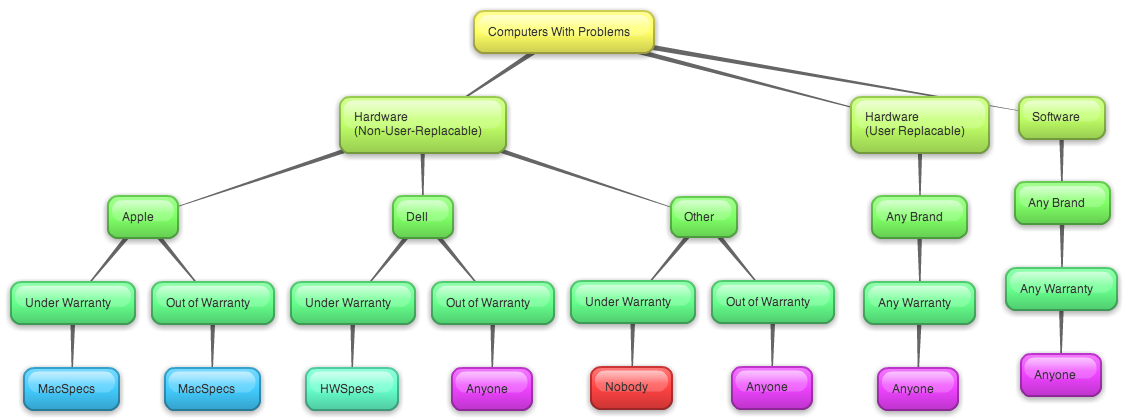 Computers With Problems
Hardware
(Non-User-Replacable)
Hardware
(User Replacable)
Software
Apple
Dell
Other
Any Brand
Any Brand
Under Warranty
Out of Warranty
Under Warranty
Out of Warranty
Under Warranty
Out of Warranty
Any Warranty
Any Warranty
MacSpecs
MacSpecs
HWSpecs
Anyone
Nobody
Anyone
Anyone
Anyone